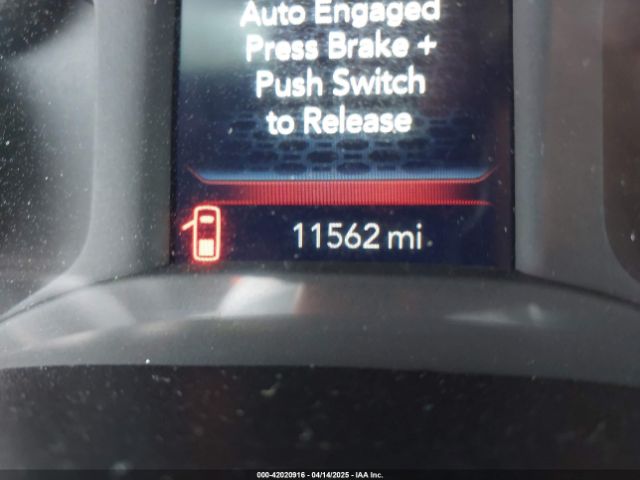 Auto Engaged
Press Brake +
Push Switch
to Release
11562 mi
000-42020916 - 04/14/2025 - IAA Inc.